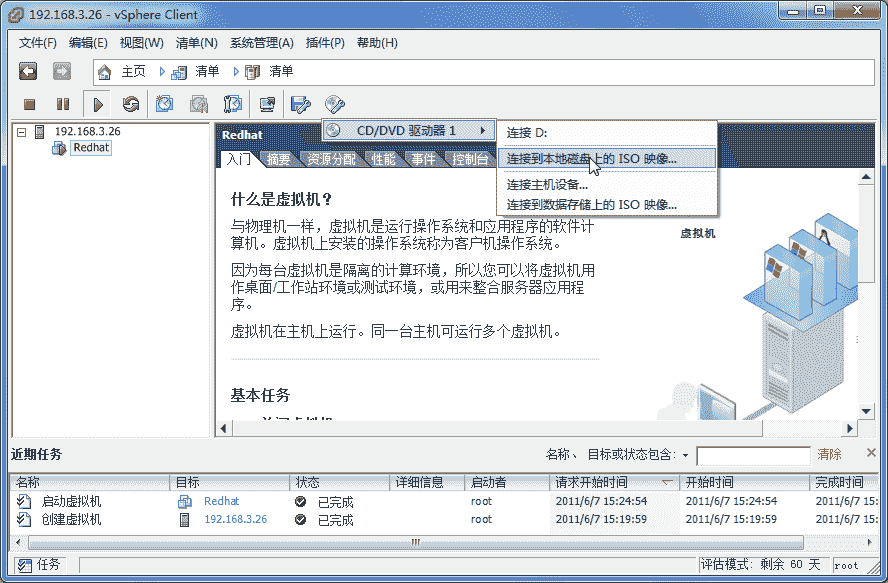 192.168.3.26 - vSphere Client
文件(F) 编辑(E) 视图(W) 清单(N) 系统管理(A) 插件(P) 帮助(H)
主页 清单 清单
192.168.3.26
Redhat
CD/DVD 驱动器 1
连接 D:
连接到本地磁盘上的 ISO 映像...
连接主机设备...
连接到数据存储上的 ISO 映像...
Redhat
入门 摘要 资源分配 性能 事件 控制台
什么是虚拟机？
与物理机一样，虚拟机是运行操作系统和应用程序的软件计
算机。虚拟机上安装的操作系统称为客户机操作系统。
因为每台虚拟机是隔离的计算环境，所以您可以将虚拟机用
作桌面/工作站环境或测试环境，或用来整合服务器应用程
序。
虚拟机在主机上运行。同一台主机可运行多个虚拟机。
基本任务
虚拟机
近期任务
名称、 目标或状态包含: 清除
名称 目标 状态 详细信息 启动者 请求开始时间 开始时间 完成时间
启动虚拟机 Redhat 已完成 root 2011/6/7 15:24:54 2011/6/7 15:24:54 2011/6/7 15
创建虚拟机 192.168.3.26 已完成 root 2011/6/7 15:19:59 2011/6/7 15:19:59 2011/6/7 15
任务
评估模式: 剩余 60 天 root